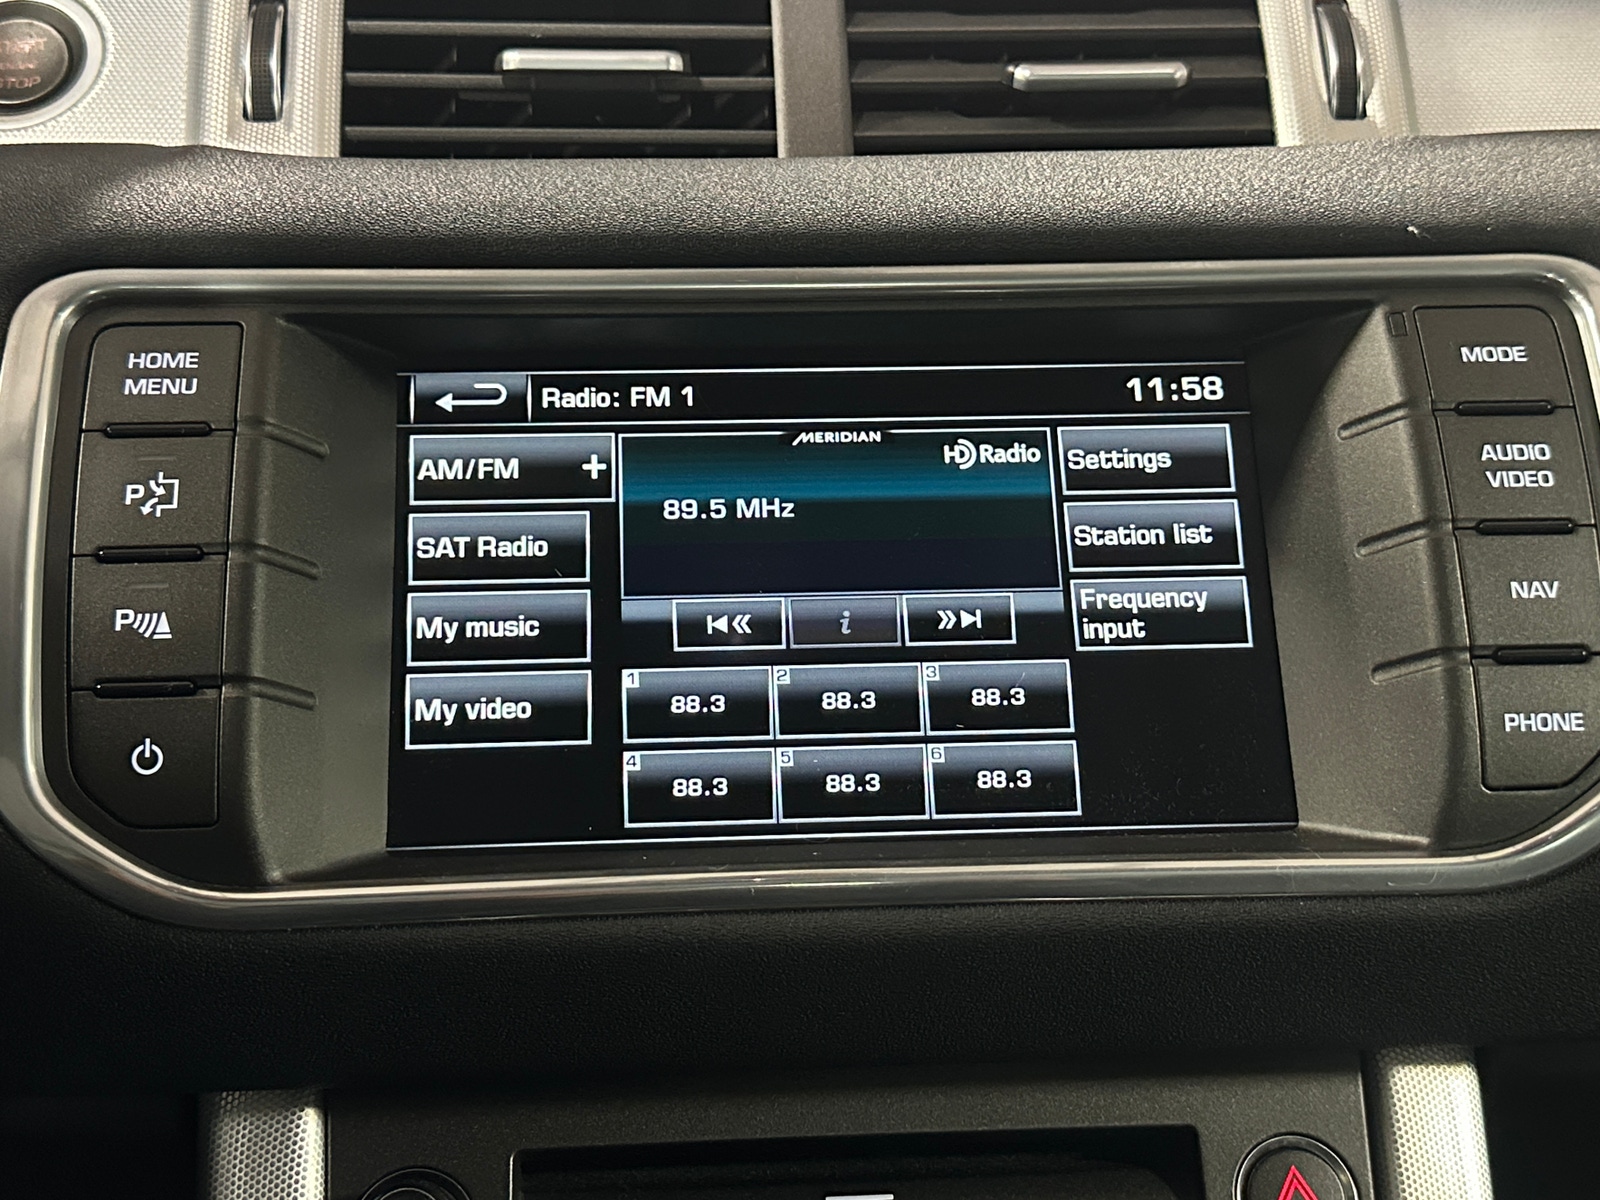 START
STOP
HOME
MENU
MODE
Radio: FM 1
11:58
MERIDIAN
HD Radio
AM/FM +
Settings
AUDIO
VIDEO
P
89.5 MHz
SAT Radio
Station list
My music
i
Frequency
input
NAV
P
1
88.3
2
88.3
3
88.3
My video
PHONE
4
88.3
5
88.3
6
88.3